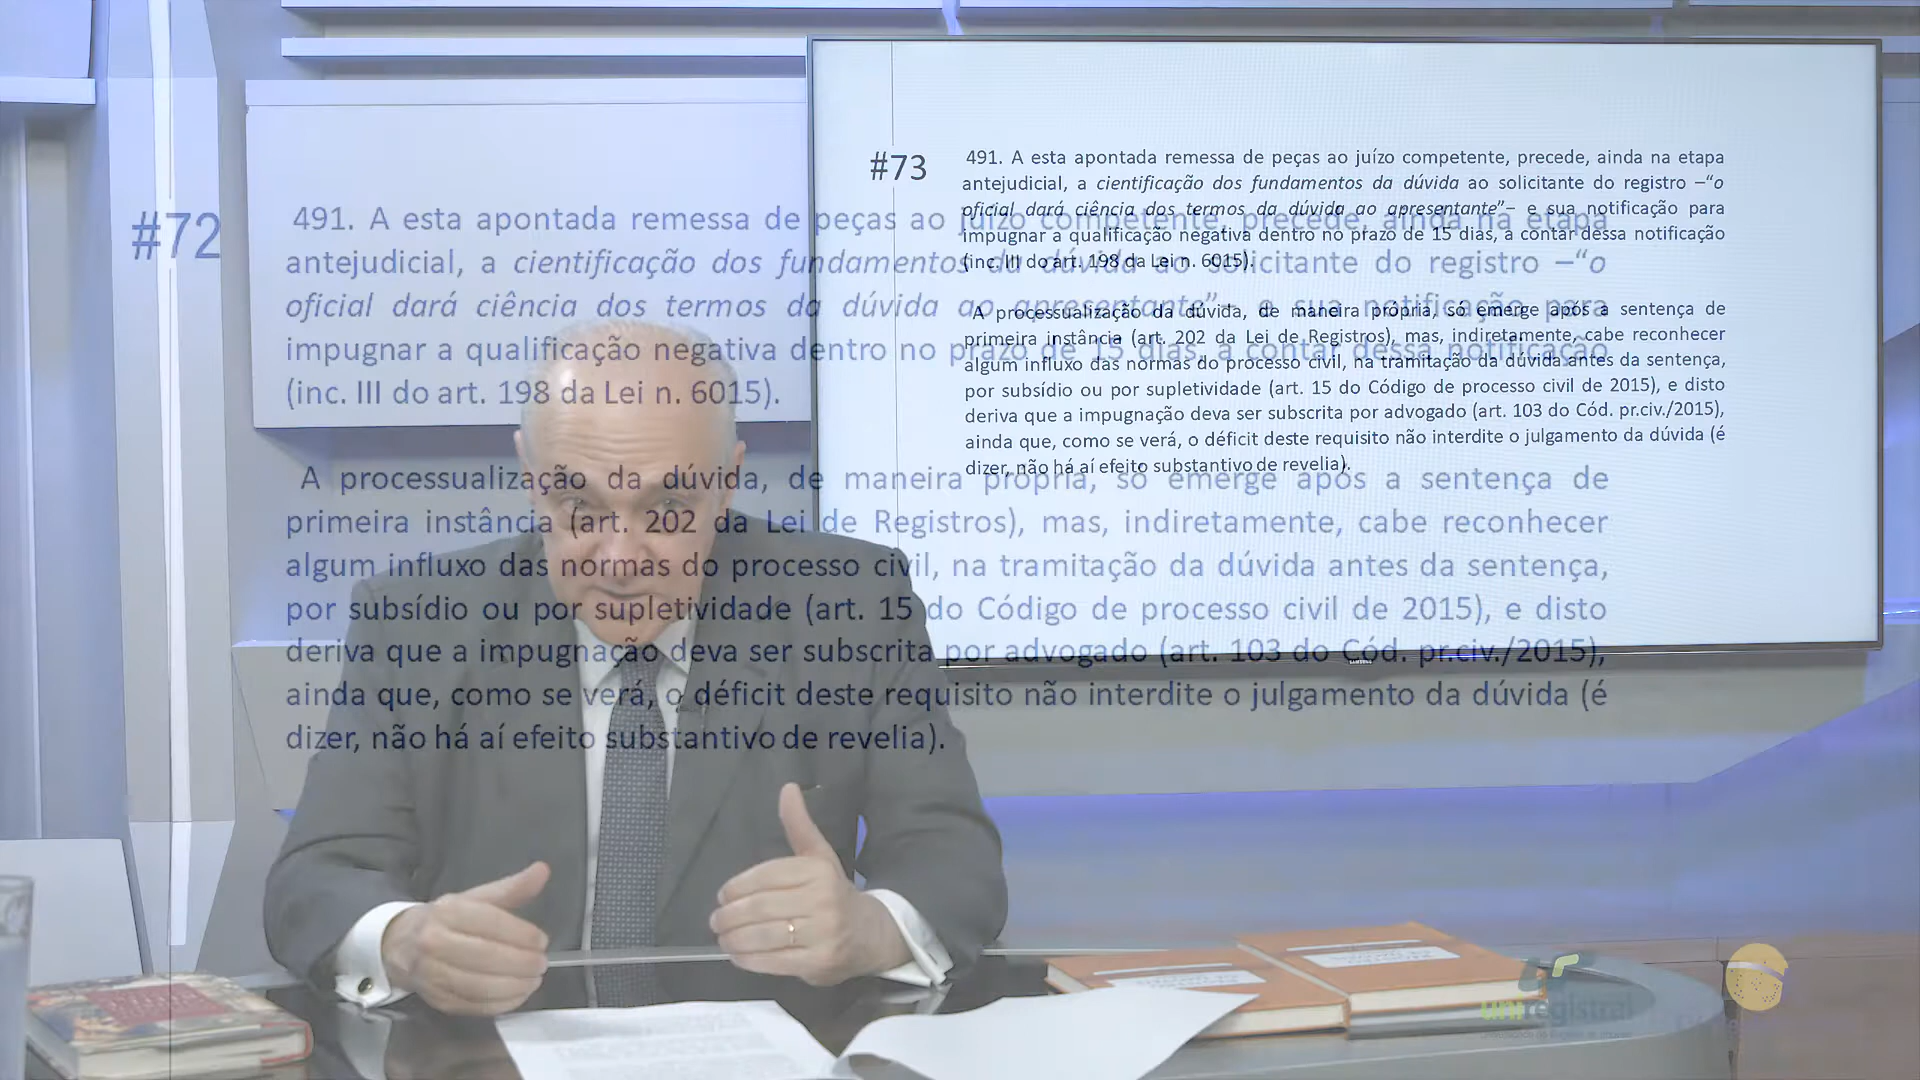 #72
491. A esta apontada remessa de peças ao juízo competente, precede, ainda na etapa
antejudicial, a cientificação dos fundamentos da dúvida ao solicitante do registro –“o
oficial dará ciência dos termos da dúvida ao apresentante”– e sua notificação para
impugnar a qualificação negativa dentro no prazo de 15 dias, a contar dessa notificação
(inc. III do art. 198 da Lei n. 6015).
A processualização da dúvida, de maneira própria, só emerge após a sentença de
primeira instância (art. 202 da Lei de Registros), mas, indiretamente, cabe reconhecer
algum influxo das normas do processo civil, na tramitação da dúvida antes da sentença,
por subsídio ou por supletividade (art. 15 do Código de processo civil de 2015), e disto
deriva que a impugnação deva ser subscrita por advogado (art. 103 do Cód. pr.civ./2015),
ainda que, como se verá, o déficit deste requisito não interdite o julgamento da dúvida (é
dizer, não há aí efeito substantivo de revelia).
#73
491. A esta apontada remessa de peças ao juízo competente, precede, ainda na etapa
antejudicial, a cientificação dos fundamentos da dúvida ao solicitante do registro –“o
oficial dará ciência dos termos da dúvida ao apresentante”– e sua notificação para
impugnar a qualificação negativa dentro no prazo de 15 dias, a contar dessa notificação
(inc. III do art. 198 da Lei n. 6015).
A processualização da dúvida, de maneira própria, só emerge após a sentença de
primeira instância (art. 202 da Lei de Registros), mas, indiretamente, cabe reconhecer
algum influxo das normas do processo civil, na tramitação da dúvida antes da sentença,
por subsídio ou por supletividade (art. 15 do Código de processo civil de 2015), e disto
deriva que a impugnação deva ser subscrita por advogado (art. 103 do Cód. pr.civ./2015),
ainda que, como se verá, o déficit deste requisito não interdite o julgamento da dúvida (é
dizer, não há aí efeito substantivo de revelia).
SAMSUNG
uniregistral